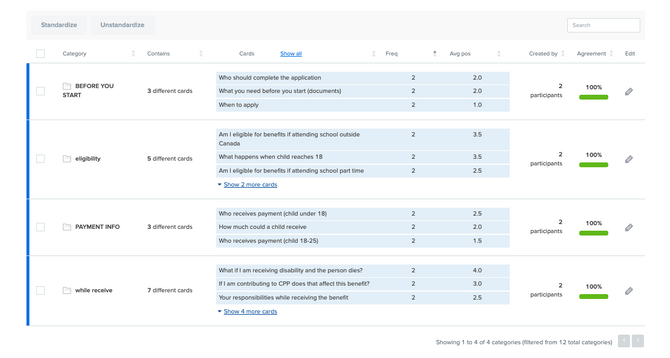 Standardize Unstandardize Search
Category Contains Cards Show all Freq Avg pos Created by Agreement Edit
BEFORE YOU START 3 different cards 2 participants 100%
Who should complete the application 2 2.0
What you need before you start (documents) 2 2.0
When to apply 2 1.0
eligibility 5 different cards 2 participants 100%
Am I eligible for benefits if attending school outside Canada 2 3.5
What happens when child reaches 18 2 3.5
Am I eligible for benefits if attending school part time 2 2.5
Show 2 more cards
PAYMENT INFO 3 different cards 2 participants 100%
Who receives payment (child under 18) 2 2.5
How much could a child receive 2 2.0
Who receives payment (child 18-25) 2 1.5
while receive 7 different cards 2 participants 100%
What if I am receiving disability and the person dies? 2 4.0
If I am contributing to CPP does that affect this benefit? 2 3.0
Your responsibilities while receiving the benefit 2 2.5
Show 4 more cards
Showing 1 to 4 of 4 categories (filtered from 12 total categories)